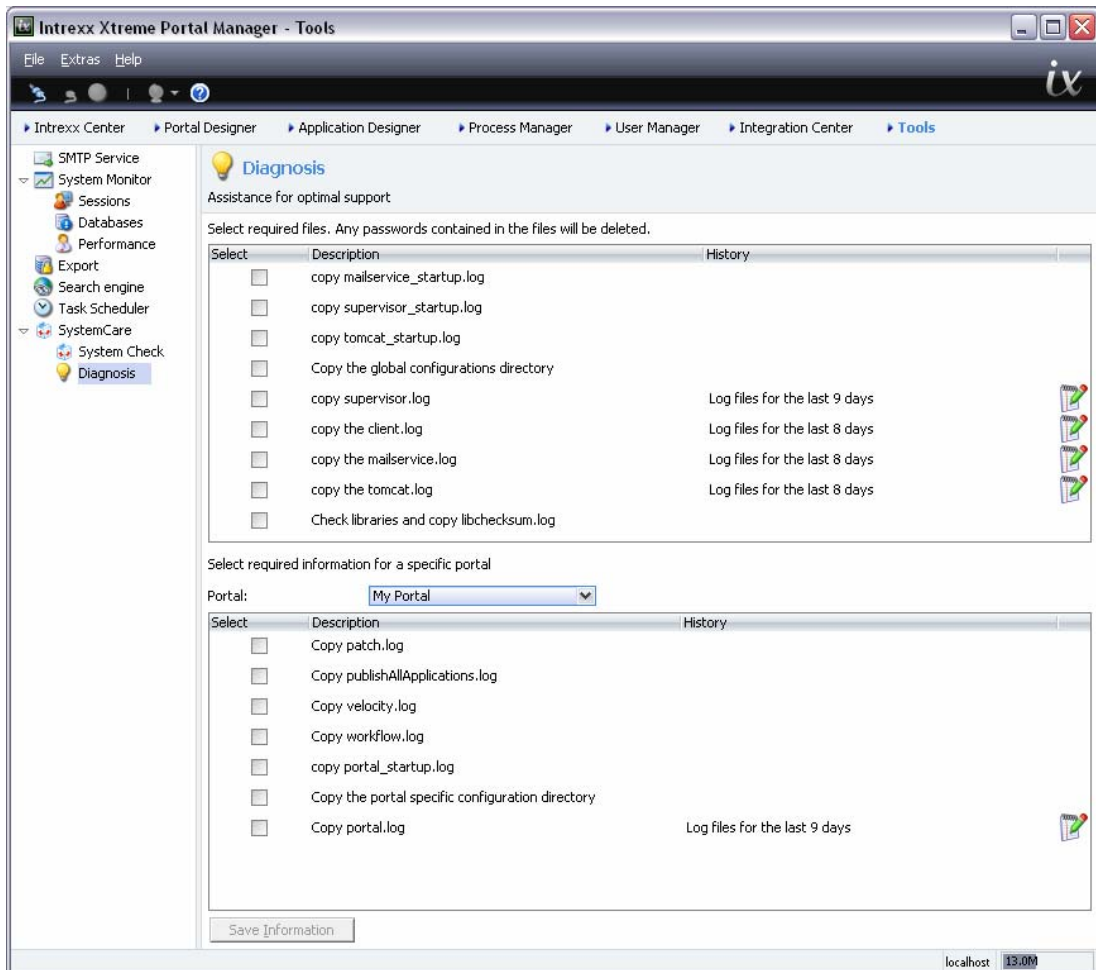 Intrexx Xtreme Portal Manager - Tools
File Extras Help
ix
Intrexx Center Portal Designer Application Designer Process Manager User Manager Integration Center Tools
SMTP Service
System Monitor
Sessions
Databases
Performance
Export
Search engine
Task Scheduler
SystemCare
System Check
Diagnosis
Diagnosis
Assistance for optimal support
Select required files. Any passwords contained in the files will be deleted.
Select Description History
copy mailservice_startup.log
copy supervisor_startup.log
copy tomcat_startup.log
Copy the global configurations directory
copy supervisor.log Log files for the last 9 days
copy the client.log Log files for the last 8 days
copy the mailservice.log Log files for the last 8 days
copy the tomcat.log Log files for the last 8 days
Check libraries and copy libchecksum.log
Select required information for a specific portal
Portal: My Portal
Select Description History
Copy patch.log
Copy publishAllApplications.log
Copy velocity.log
Copy workflow.log
copy portal_startup.log
Copy the portal specific configuration directory
Copy portal.log Log files for the last 9 days
Save Information
localhost 13.0M